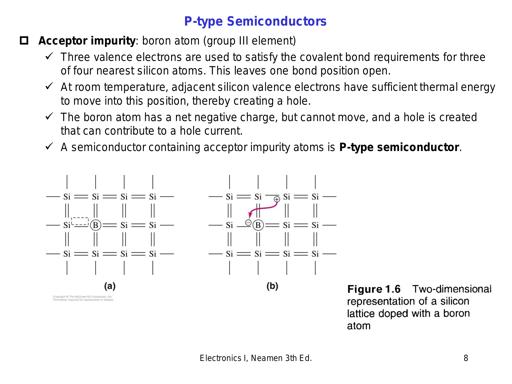 P-type Semiconductors
Acceptor impurity: boron atom (group III element)
Three valence electrons are used to satisfy the covalent bond requirements for three
of four nearest silicon atoms. This leaves one bond position open.
At room temperature, adjacent silicon valence electrons have sufficient thermal energy
to move into this position, thereby creating a hole.
The boron atom has a net negative charge, but cannot move, and a hole is created
that can contribute to a hole current.
A semiconductor containing acceptor impurity atoms is P-type semiconductor.
Si Si Si Si
Si B Si Si
Si Si Si Si
(a)
Si Si + Si Si
Si − B Si Si
Si Si Si Si
(b)
Figure 1.6 Two-dimensional
representation of a silicon
lattice doped with a boron
atom
Electronics I, Neamen 3th Ed.
8